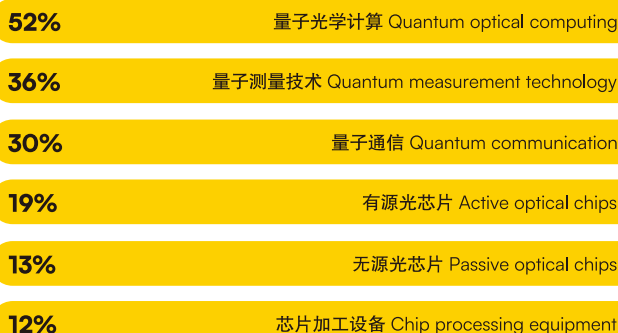 52% 量子光学计算 Quantum optical computing
36% 量子测量技术 Quantum measurement technology
30% 量子通信 Quantum communication
19% 有源光芯片 Active optical chips
13% 无源光芯片 Passive optical chips
12% 芯片加工设备 Chip processing equipment